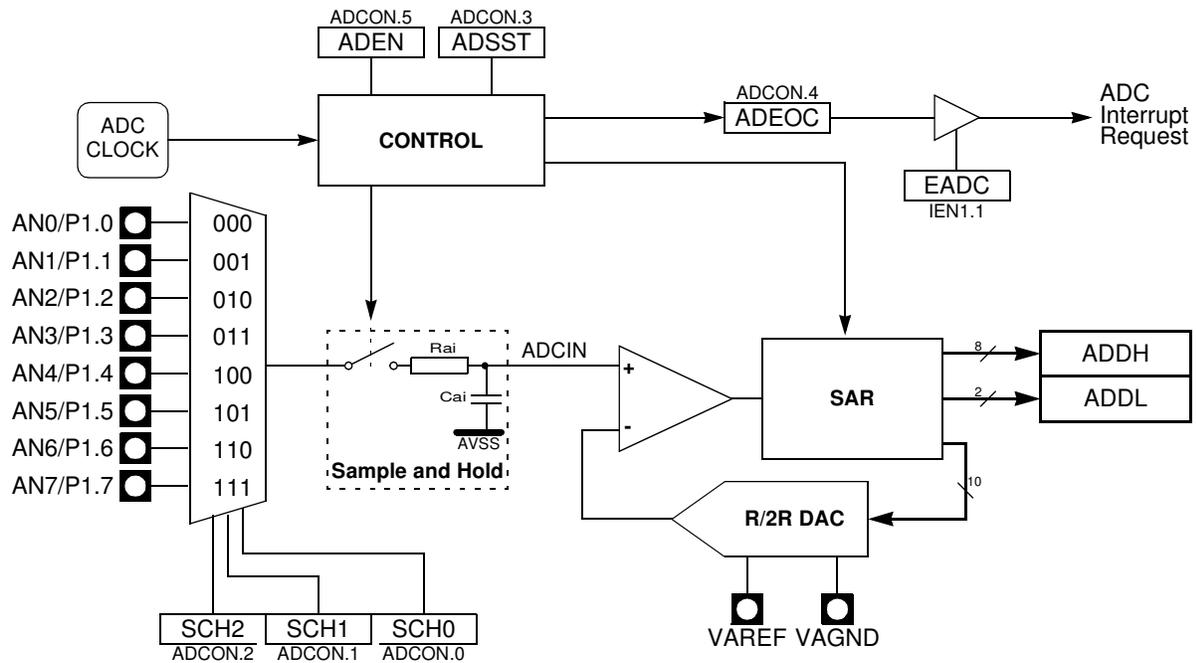 ADCON.5
ADEN
ADCON.3
ADSST
ADC
CLOCK
CONTROL
ADCON.4
ADEOC
ADC
Interrupt
Request
EADC
IEN1.1
AN0/P1.0
000
AN1/P1.1
001
AN2/P1.2
010
AN3/P1.3
011
AN4/P1.4
100
AN5/P1.5
101
AN6/P1.6
110
AN7/P1.7
111
Rai
Cai
AVSS
Sample and Hold
ADCIN
+
-
SAR
8
ADDH
2
ADDL
10
R/2R DAC
VAREF
VAGND
SCH2
SCH1
SCH0
ADCON.2
ADCON.1
ADCON.0